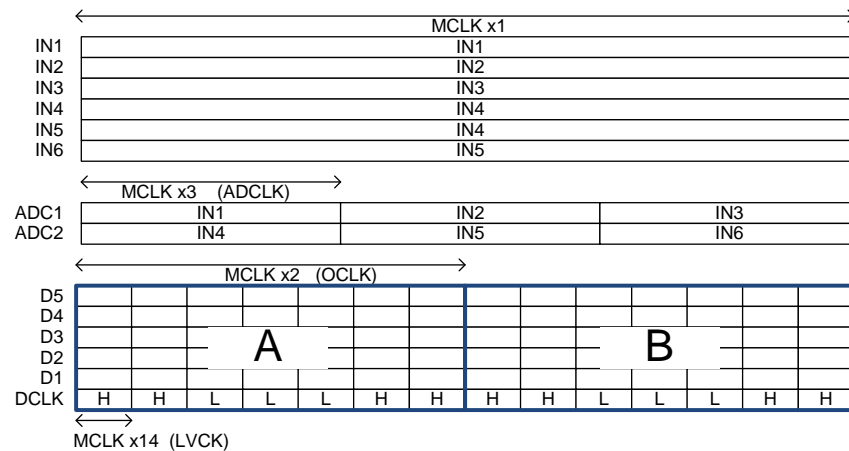 MCLK x1
IN1 IN1
IN2 IN2
IN3 IN3
IN4 IN4
IN5 IN4
IN6 IN5
MCLK x3 (ADCLK)
ADC1 IN1 IN2 IN3
ADC2 IN4 IN5 IN6
MCLK x2 (OCLK)
D5
D4
D3
A B
D2
D1
DCLK H H L L L H H H H L L L H H
MCLK x14 (LVCK)